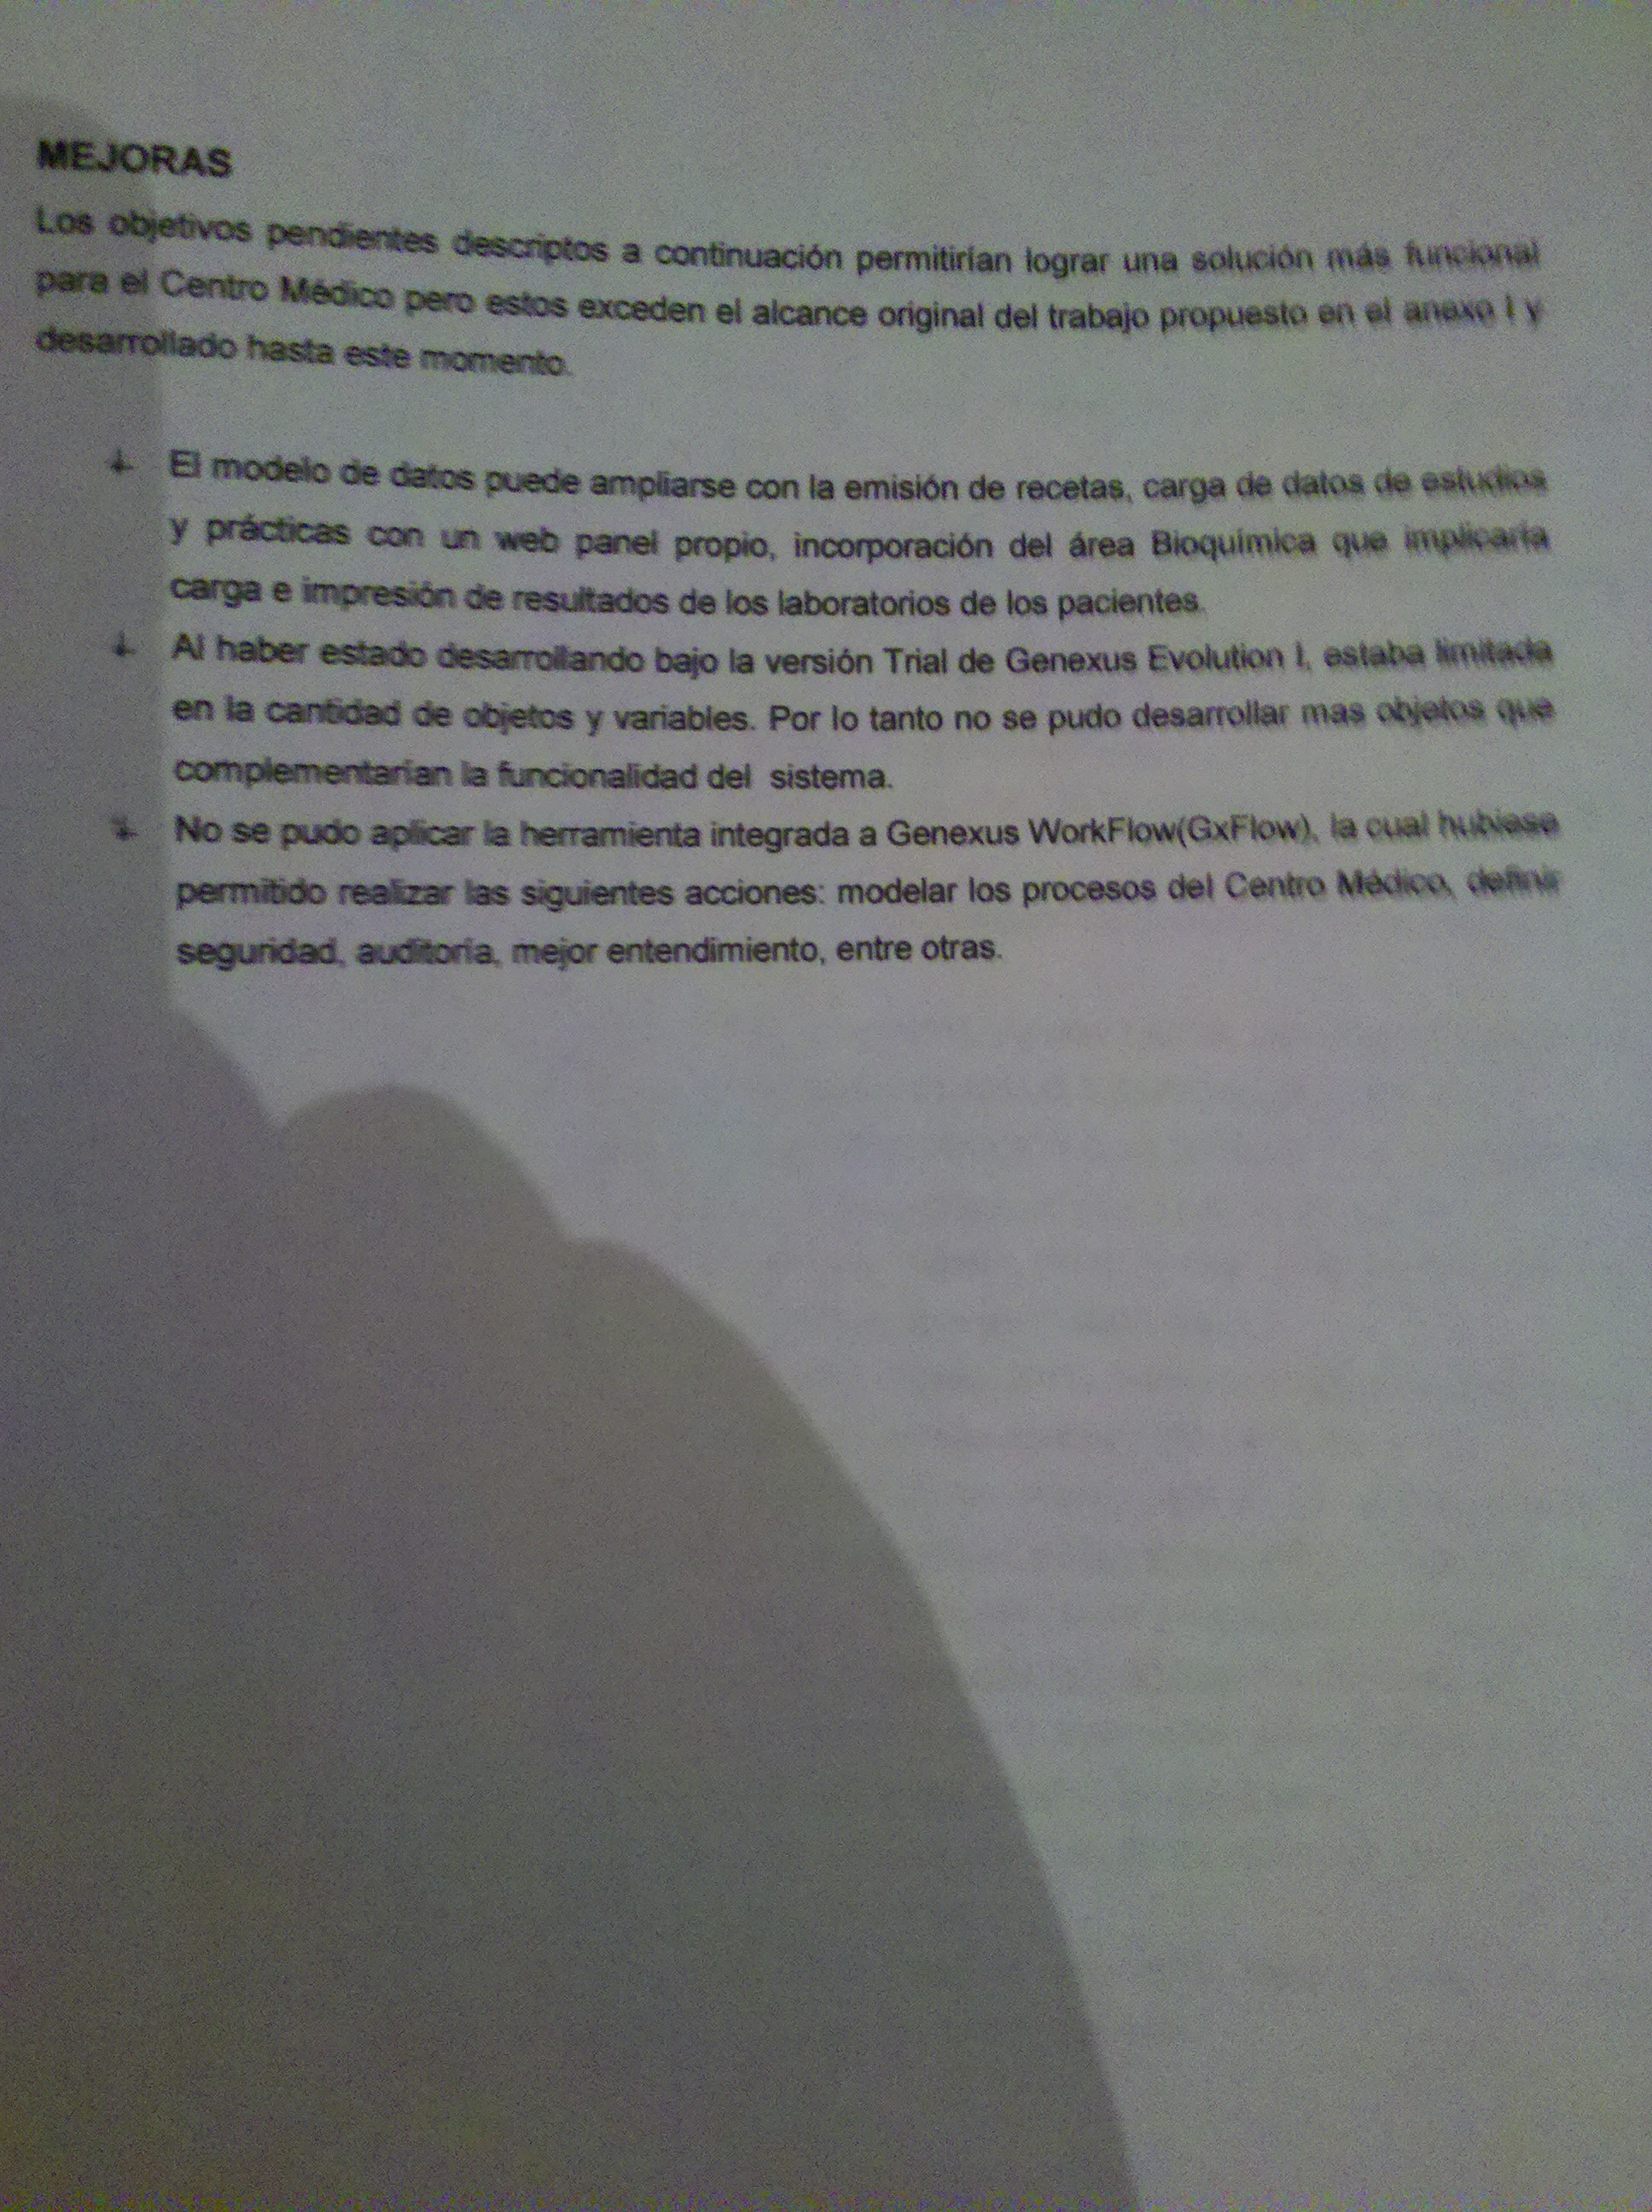 MEJORAS
Los objetivos pendientes descriptos a continuación permitirían lograr una solución más funcional
para el Centro Médico pero estos exceden el alcance original del trabajo propuesto en el anexo I y
desarrollado hasta este momento.
El modelo de datos puede ampliarse con la emisión de recetas, carga de datos de estudios
y prácticas con un web panel propio, incorporación del área Bioquímica que implicaría
carga e impresión de resultados de los laboratorios de los pacientes.
Al haber estado desarrollando bajo la versión Trial de Genexus Evolution I, estaba limitada
en la cantidad de objetos y variables. Por lo tanto no se pudo desarrollar mas objetos que
complementarían la funcionalidad del sistema.
No se pudo aplicar la herramienta integrada a Genexus WorkFlow(GxFlow), la cual hubiese
permitido realizar las siguientes acciones: modelar los procesos del Centro Médico, definir
seguridad, auditoría, mejor entendimiento, entre otras.